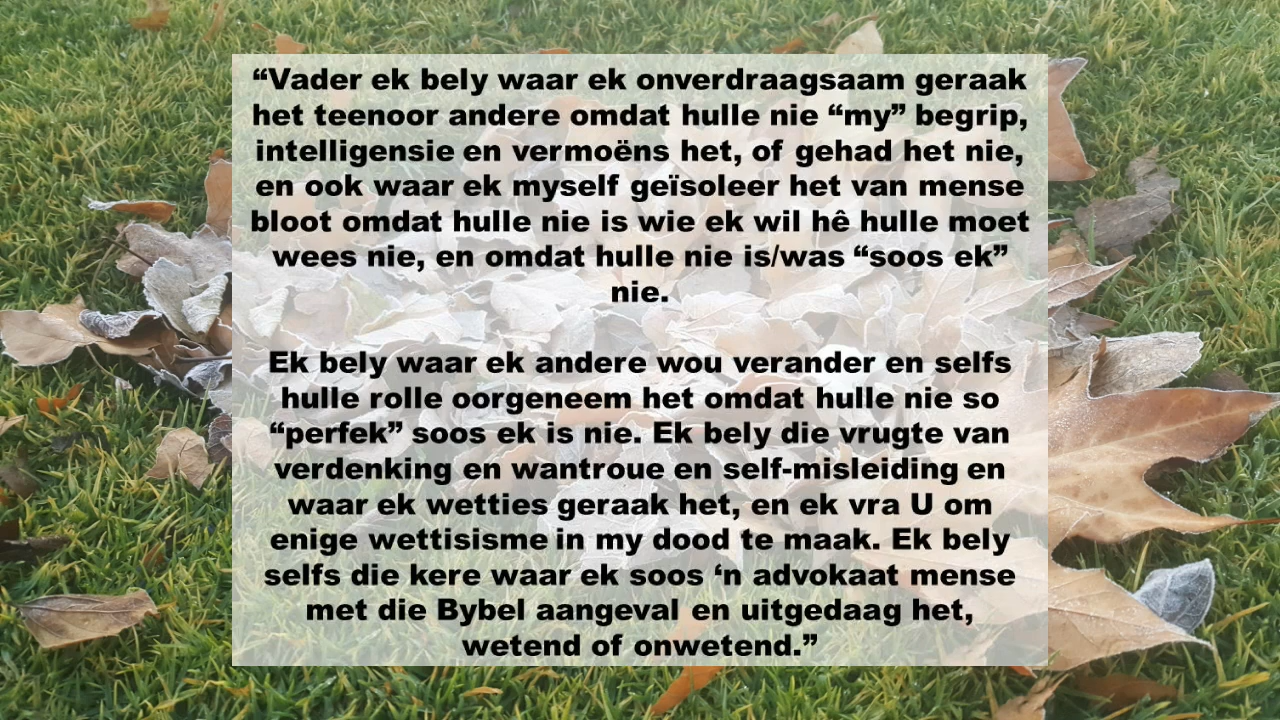 “Vader ek bely waar ek onverdraagsaam geraak
het teenoor andere omdat hulle nie “my” begrip,
intelligensie en vermoëns het, of gehad het nie,
en ook waar ek myself geïsoleer het van mense
bloot omdat hulle nie is wie ek wil hê hulle moet
wees nie, en omdat hulle nie is/was “soos ek”
nie.
Ek bely waar ek andere wou verander en selfs
hulle rolle oorgeneem het omdat hulle nie so
“perfek” soos ek is nie. Ek bely die vrugte van
verdenking en wantroue en self-misleiding en
waar ek wetties geraak het, en ek vra U om
enige wettisisme in my dood te maak. Ek bely
selfs die kere waar ek soos ‘n advokaat mense
met die Bybel aangeval en uitgedaag het,
wetend of onwetend.”